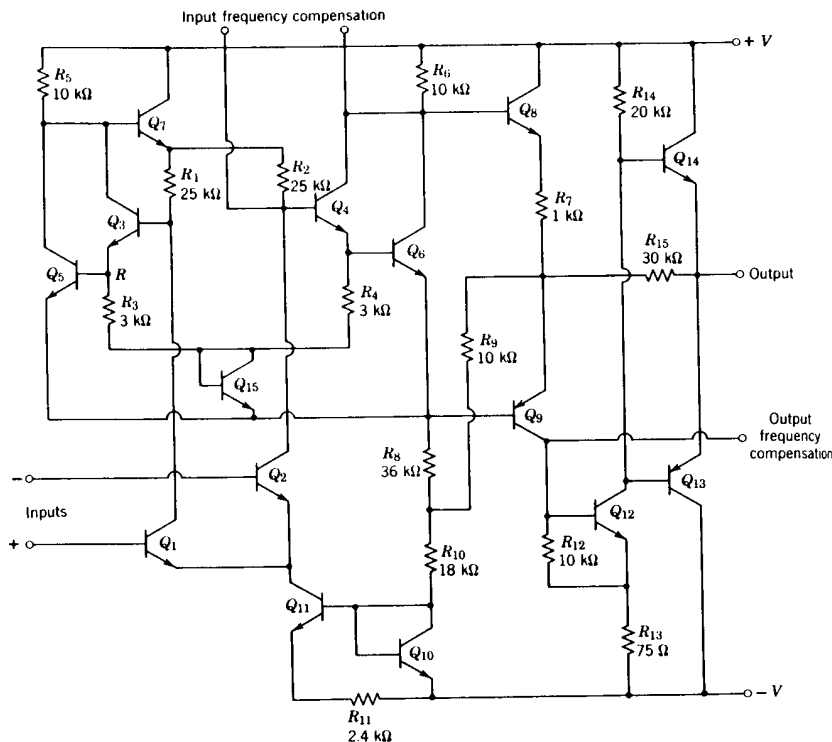 Input frequency compensation
+ V
R5
10 kΩ
R6
10 kΩ
R14
20 kΩ
Q7
Q8
Q14
R1
25 kΩ
R2
25 kΩ
Q3
Q4
R7
1 kΩ
Q5
R
Q6
R15
30 kΩ
Output
R3
3 kΩ
R4
3 kΩ
R9
10 kΩ
Q15
Q9
Output
frequency
compensation
R8
36 kΩ
−
Q2
Q13
Inputs
Q12
+
Q1
R10
18 kΩ
R12
10 kΩ
Q11
Q10
R13
75 Ω
− V
R11
2.4 kΩ